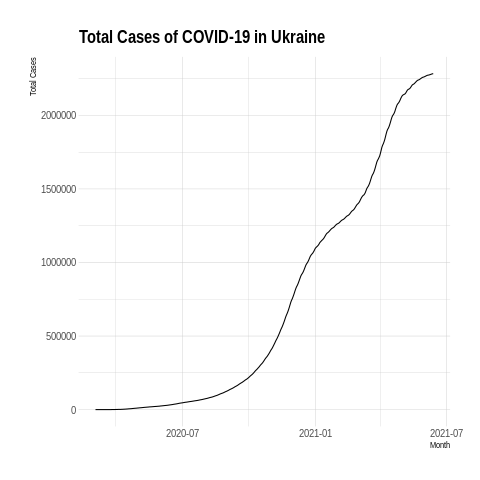 Total Cases of COVID-19 in Ukraine
Total Cases
2000000
1500000
1000000
500000
0
2020-07
2021-01
2021-07
Month